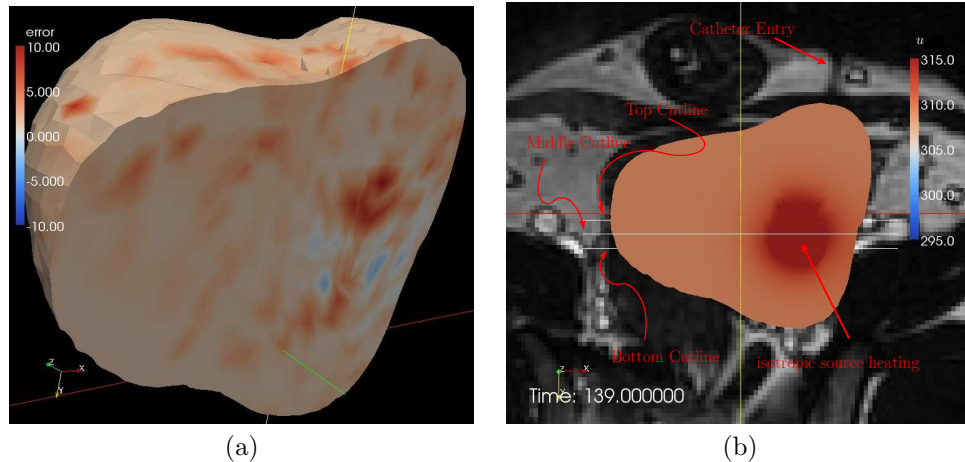 error
10.00
5.000
0.000
-5.000
-10.00
z
x
Y
(a)
Catheter Entry
u
315.0
310.0
305.0
300.0
295.0
Top Cutline
Middle Cutline
Bottom Cutline
isotropic source heating
z
x
Time: 139.000000
(b)